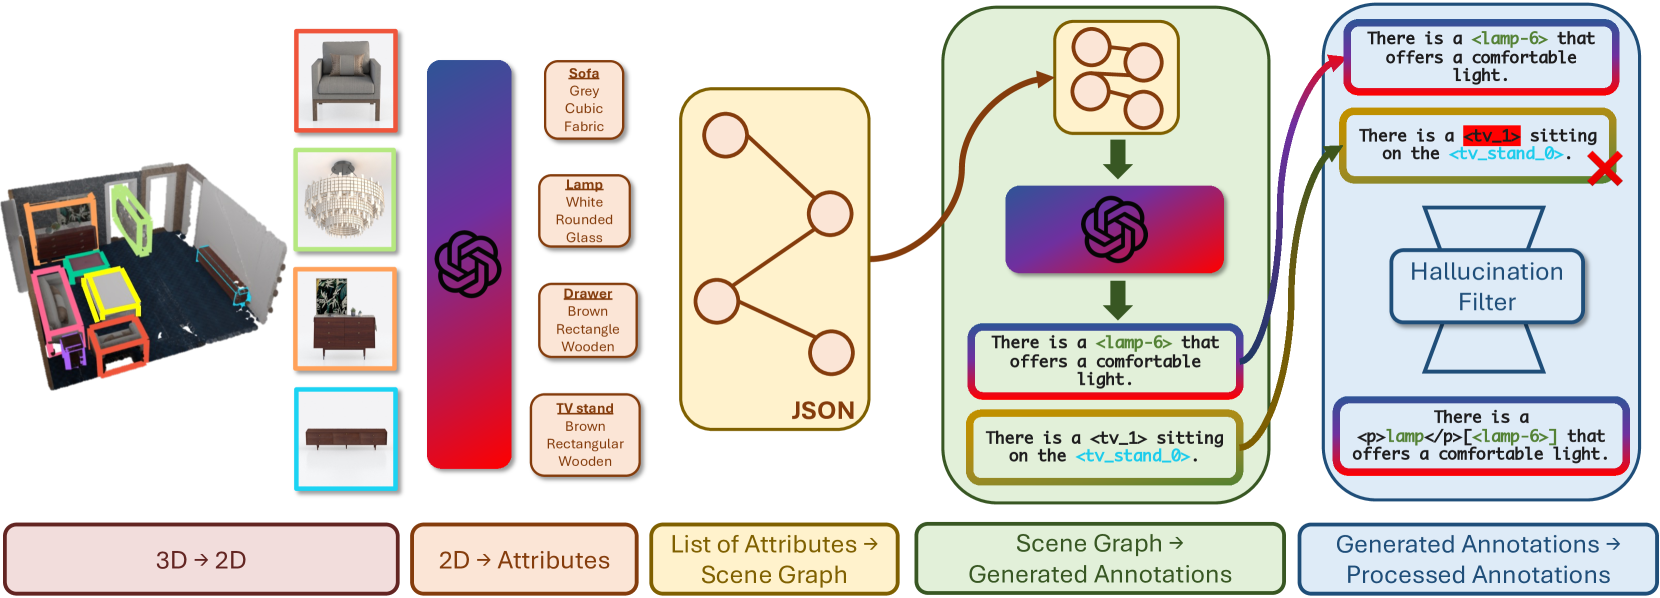 Sofa
Grey
Cubic
Fabric
Lamp
White
Rounded
Glass
Drawer
Brown
Rectangle
Wooden
TV stand
Brown
Rectangular
Wooden
JSON
There is a <lamp-6> that
offers a comfortable
light.
There is a <tv_1> sitting
on the <tv_stand_0>.
There is a <lamp-6> that
offers a comfortable
light.
There is a <tv_1> sitting
on the <tv_stand_0>.
Hallucination
Filter
There is a
<p>lamp</p>[<lamp-6>] that
offers a comfortable light.
3D → 2D
2D → Attributes
List of Attributes →
Scene Graph
Scene Graph →
Generated Annotations
Generated Annotations →
Processed Annotations